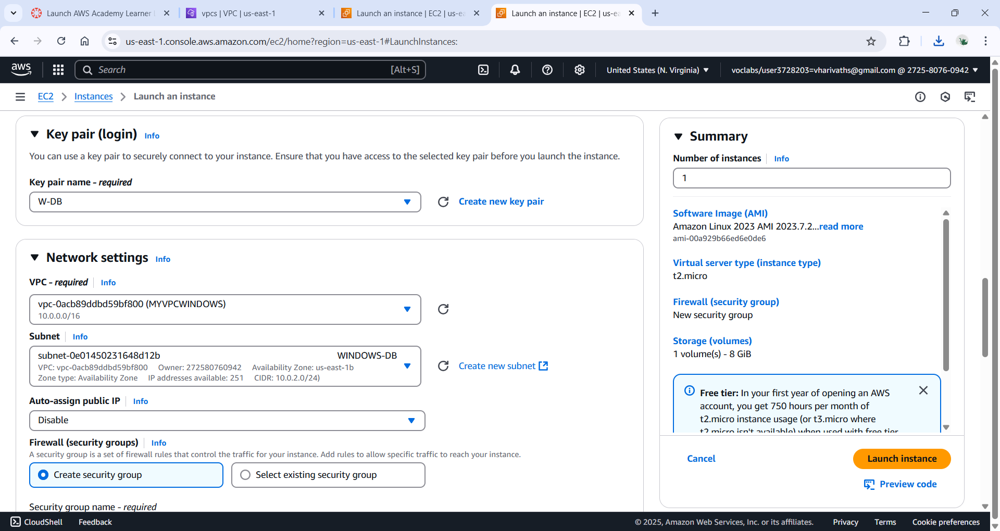 Launch AWS Academy Learner L
vpcs | VPC | us-east-1
Launch an instance | EC2 | us-ea
Launch an instance | EC2 | us-ea
us-east-1.console.aws.amazon.com/ec2/home?region=us-east-1#LaunchInstances:
aws
Search
[Alt+S]
United States (N. Virginia)
voclabs/user3728203=vharivaths@gmail.com @ 2725-8076-0942
EC2
Instances
Launch an instance
Key pair (login) Info
You can use a key pair to securely connect to your instance. Ensure that you have access to the selected key pair before you launch the instance.
Key pair name - required
W-DB
Create new key pair
Network settings Info
VPC - required Info
vpc-0acb89ddbd59bf800 (MYVPCWINDOWS)
10.0.0.0/16
Subnet Info
subnet-0e01450231648d12b WINDOWS-DB
VPC: vpc-0acb89ddbd59bf800 Owner: 272580760942 Availability Zone: us-east-1b
Zone type: Availability Zone IP addresses available: 251 CIDR: 10.0.2.0/24)
Create new subnet
Auto-assign public IP Info
Disable
Firewall (security groups) Info
A security group is a set of firewall rules that control the traffic for your instance. Add rules to allow specific traffic to reach your instance.
Create security group
Select existing security group
Security group name - required
Summary
Number of instances Info
1
Software Image (AMI)
Amazon Linux 2023 AMI 2023.7.2...read more
ami-00a929b66ed6e0de6
Virtual server type (instance type)
t2.micro
Firewall (security group)
New security group
Storage (volumes)
1 volume(s) - 8 GiB
Free tier: In your first year of opening an AWS
account, you get 750 hours per month of
t2.micro instance usage (or t3.micro where
t2.micro isn't available) when used with free tier
Cancel
Launch instance
Preview code
CloudShell
Feedback
© 2025, Amazon Web Services, Inc. or its affiliates.
Privacy
Terms
Cookie preferences